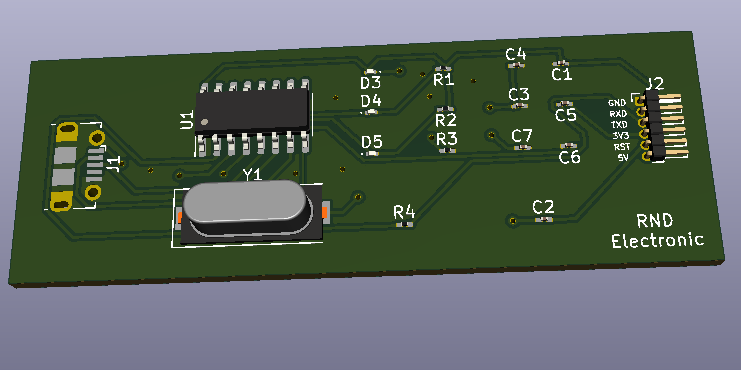 C4
C1
D3
R1
J2
GND
D4
C3
C5
RXD
U1
R2
TXD
3V3
D5
R3
C7
C6
RST
5V
J1
Y1
R4
C2
RND
Electronic